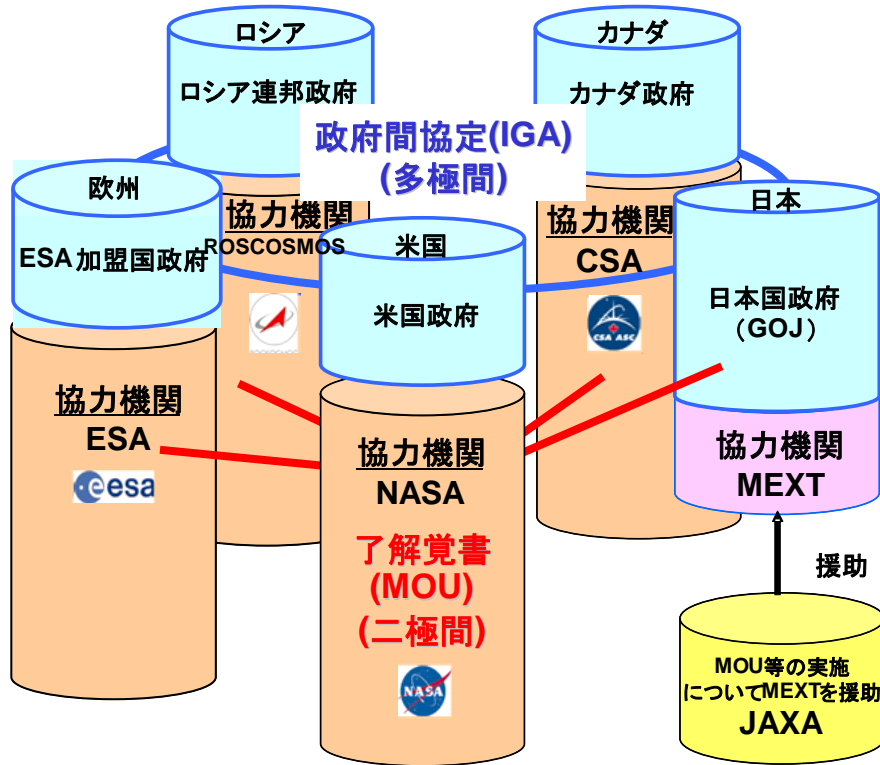 ロシア
ロシア連邦政府
カナダ
カナダ政府
政府間協定(IGA)
(多極間)
欧州
ESA加盟国政府
協力機関
ROSCOSMOS
米国
米国政府
協力機関
CSA
CSA ASC
日本
日本国政府
(GOJ)
協力機関
ESA
esa
協力機関
NASA
了解覚書
(MOU)
(二極間)
NASA
協力機関
MEXT
援助
MOU等の実施
についてMEXTを援助
JAXA